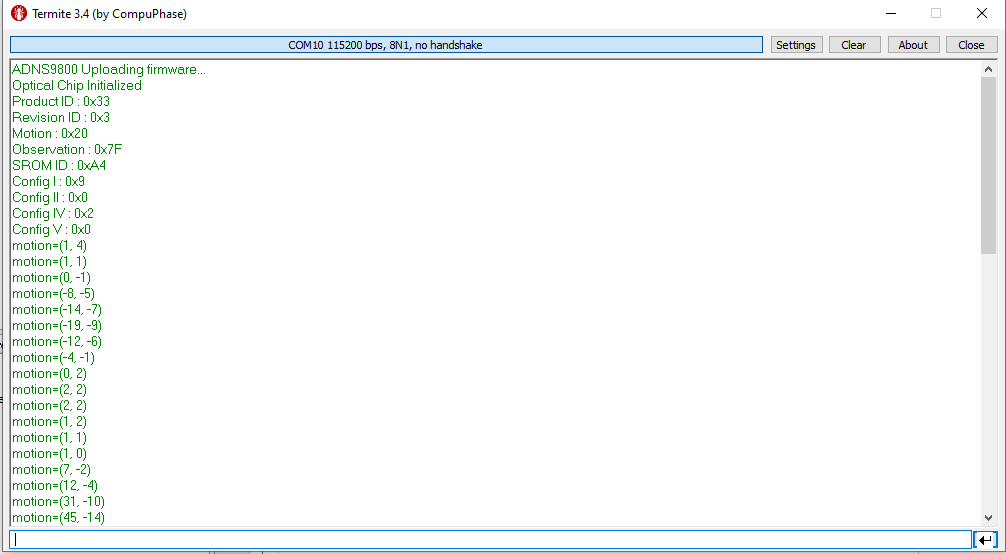 Termite 3.4 (by CompuPhase)
COM10 115200 bps, 8N1, no handshake
Settings
Clear
About
Close
ADNS9800 Uploading firmware...
Optical Chip Initialized
Product ID : 0x33
Revision ID : 0x3
Motion : 0x20
Observation : 0x7F
SROM ID : 0xA4
Config I : 0x9
Config II : 0x0
Config IV : 0x2
Config V : 0x0
motion=(1, 4)
motion=(1, 1)
motion=(0, -1)
motion=(-8, -5)
motion=(-14, -7)
motion=(-19, -9)
motion=(-12, -6)
motion=(-4, -1)
motion=(0, 2)
motion=(2, 2)
motion=(2, 2)
motion=(1, 2)
motion=(1, 1)
motion=(1, 0)
motion=(7, -2)
motion=(12, -4)
motion=(31, -10)
motion=(45, -14)